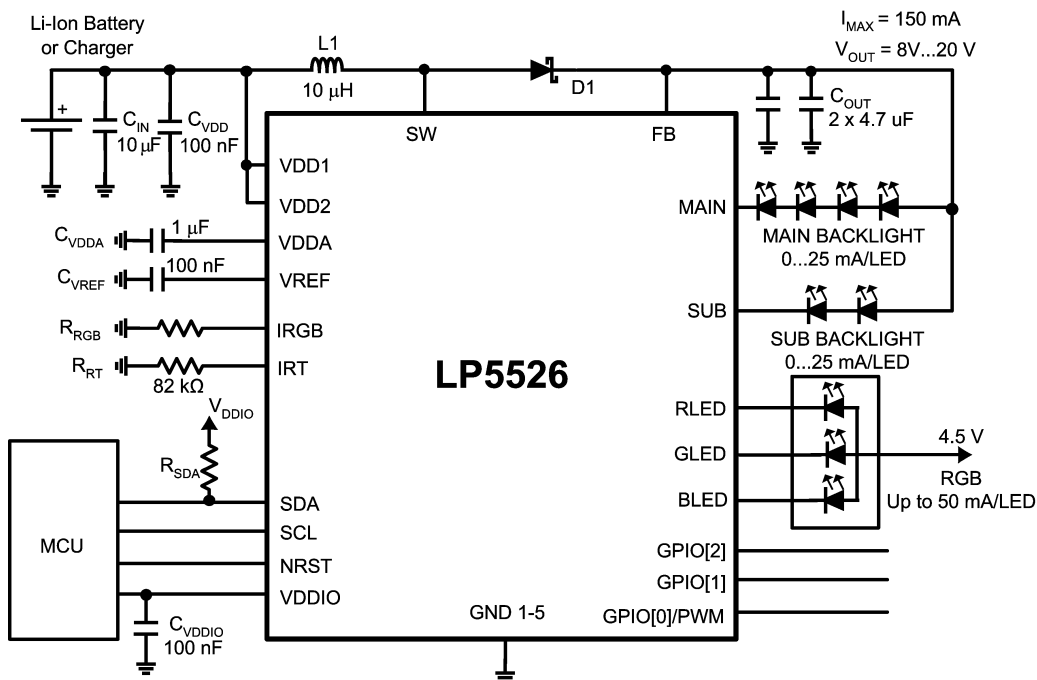 Li-Ion Battery
or Charger
I_MAX = 150 mA
V_OUT = 8V...20 V
L1
10 μH
D1
+
C_IN
10 μF
C_VDD
100 nF
C_OUT
2 x 4.7 uF
SW
FB
VDD1
VDD2
MAIN
MAIN BACKLIGHT
0...25 mA/LED
C_VDDA
1 μF
VDDA
C_VREF
100 nF
VREF
SUB
SUB BACKLIGHT
0...25 mA/LED
R_RGB
IRGB
R_RT
82 kΩ
IRT
LP5526
V_DDIO
R_SDA
RLED
GLED
BLED
4.5 V
RGB
Up to 50 mA/LED
MCU
SDA
SCL
NRST
VDDIO
C_VDDIO
100 nF
GND 1-5
GPIO[2]
GPIO[1]
GPIO[0]/PWM